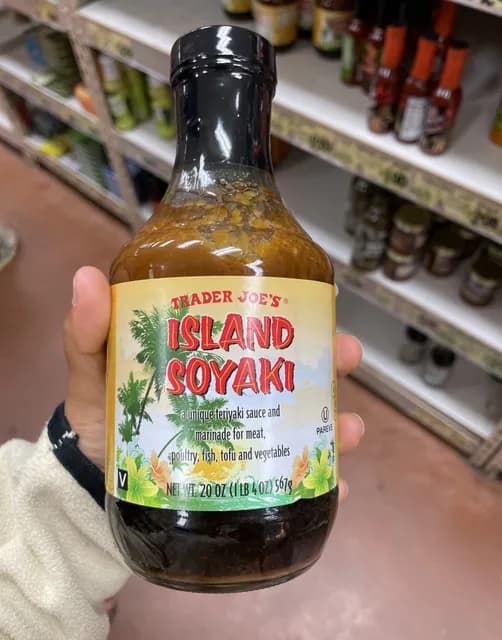 TRADER JOE'S®
ISLAND
SOYAKI
a unique teriyaki sauce and
marinade for meat,
poultry, fish, tofu and vegetables
U
PAREVE
V
NET WT. 20 OZ (1 LB 4 OZ) 567g